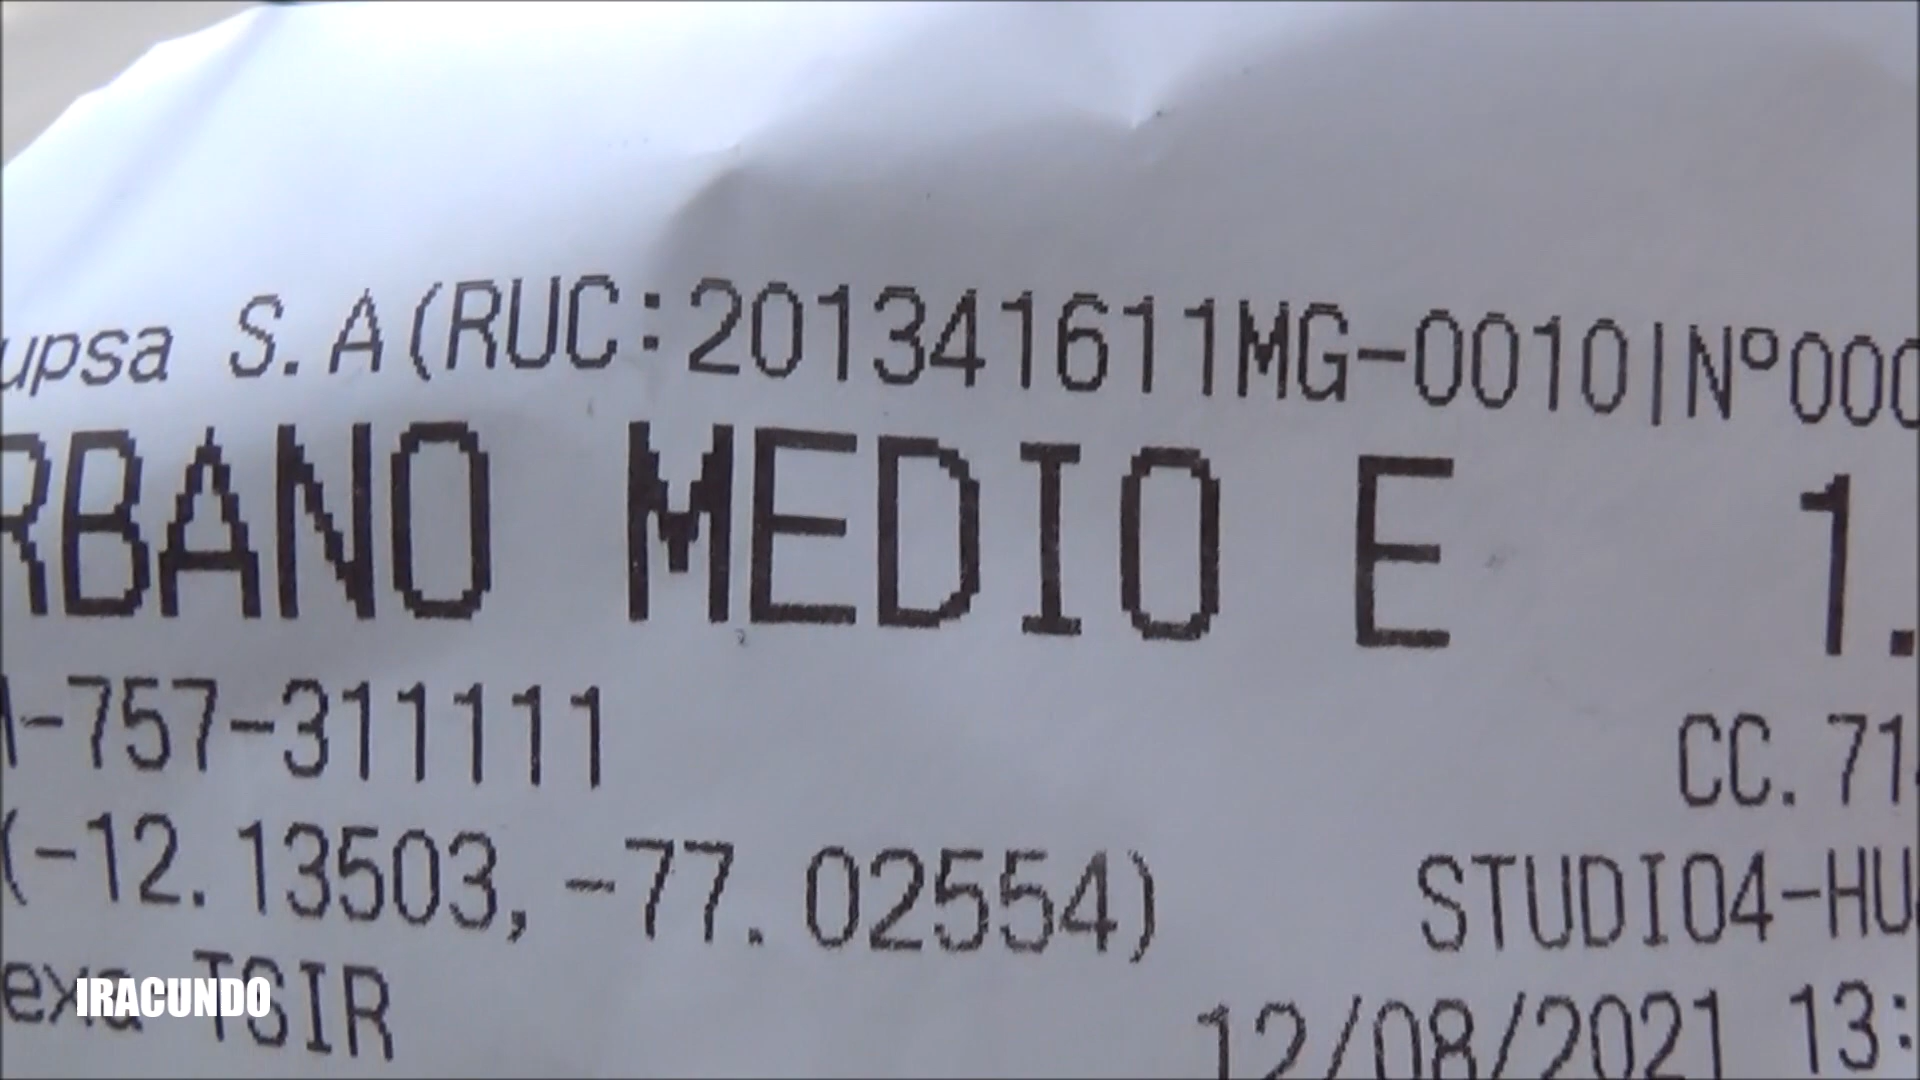 upsa S.A(RUC:201341611MG-0010|N°000
RBANO MEDIO E 1.
-757-311111 CC.71
(-12.13503,-77.02554) STUDIO4-HU
exa TSIR 12/08/2021 13:
IRACUNDO